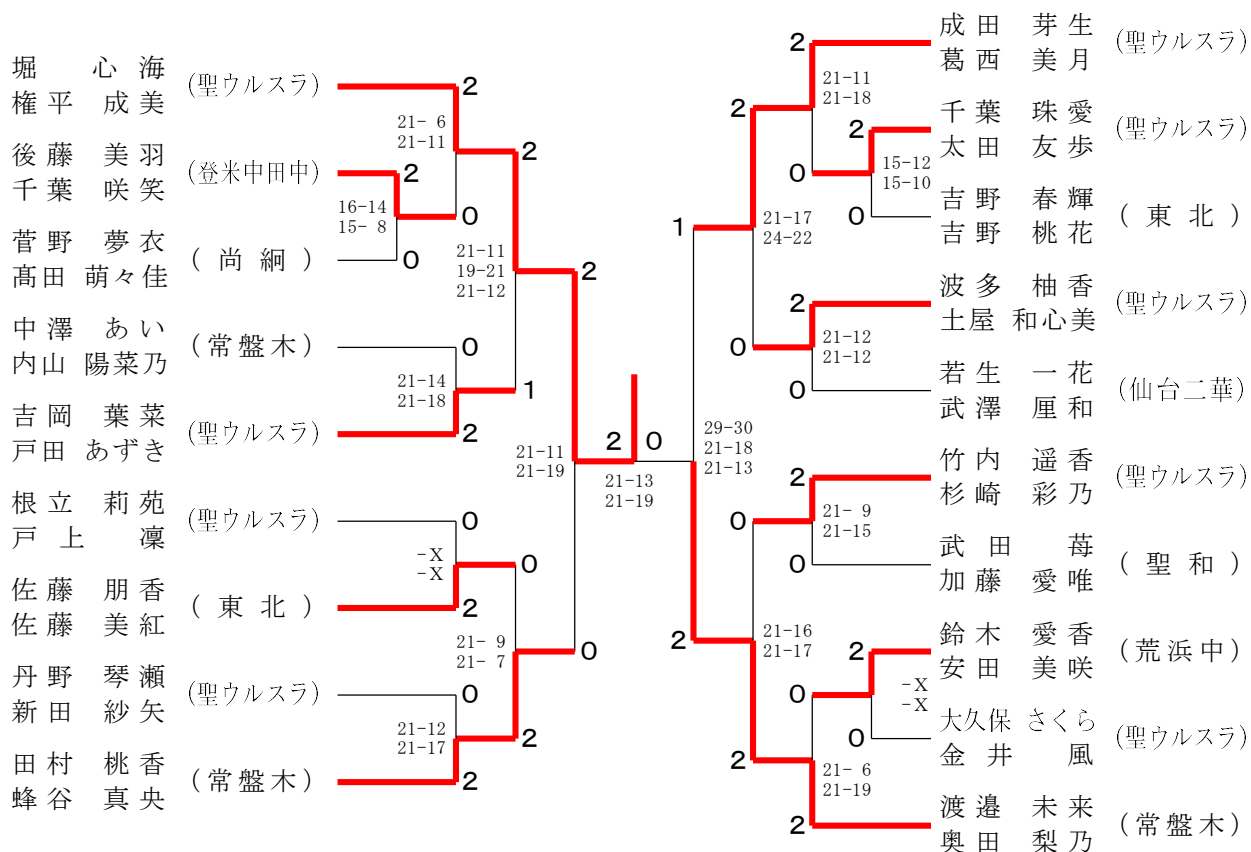 堀 心海
権平 成美
(聖ウルスラ)
2
21- 6
21-11
2
後藤 美羽
千葉 咲笑
(登米中田中)
2
16-14
15- 8
0
菅野 夢衣
髙田 萌々佳
(尚絅)
0
21-11
19-21
21-12
2
中澤 あい
内山 陽菜乃
(常盤木)
0
21-14
21-18
1
吉岡 葉菜
戸田 あずき
(聖ウルスラ)
2
21-11
21-19
根立 莉苑
戸上 凜
(聖ウルスラ)
0
-X
-X
0
佐藤 朋香
佐藤 美紅
(東北)
2
21- 9
21- 7
0
丹野 琴瀬
新田 紗矢
(聖ウルスラ)
0
21-12
21-17
2
田村 桃香
蜂谷 真央
(常盤木)
2
2
0
21-13
21-19
2
成田 芽生
葛西 美月
(聖ウルスラ)
21-11
21-18
2
2
千葉 珠愛
太田 友歩
(聖ウルスラ)
15-12
15-10
0
0
吉野 春輝
吉野 桃花
(東北)
21-17
24-22
1
2
波多 柚香
土屋 和心美
(聖ウルスラ)
21-12
21-12
0
0
若生 一花
武澤 厘和
(仙台二華)
29-30
21-18
21-13
2
竹内 遥香
杉崎 彩乃
(聖ウルスラ)
21- 9
21-15
0
0
武田 苺
加藤 愛唯
(聖和)
21-16
21-17
2
2
鈴木 愛香
安田 美咲
(荒浜中)
-X
-X
0
0
大久保 さくら
金井 風
(聖ウルスラ)
21- 6
21-19
2
2
渡邉 未来
奥田 梨乃
(常盤木)